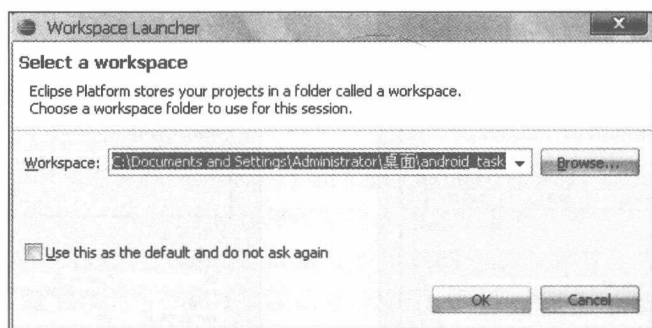 Workspace Launcher
X
Select a workspace
Eclipse Platform stores your projects in a folder called a workspace.
Choose a workspace folder to use for this session.
Workspace: C:\Documents and Settings\Administrator\桌面\android_task Browse...
Use this as the default and do not ask again
OK Cancel